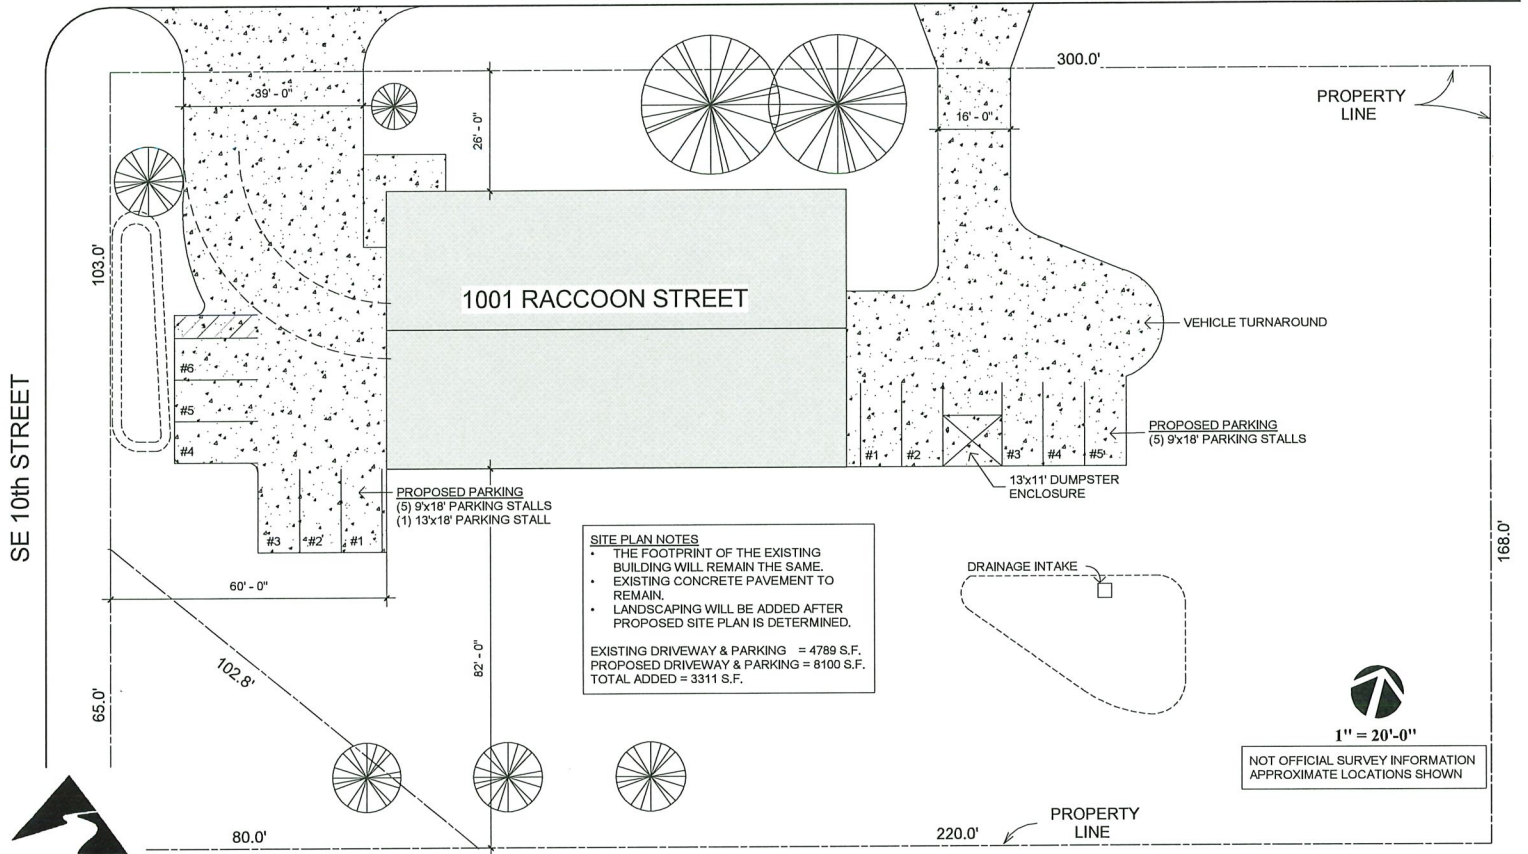 300.0'
PROPERTY
LINE
39' - 0"
26' - 0"
16' - 0"
103.0'
1001 RACCOON STREET
VEHICLE TURNAROUND
#6
#5
#4
SE 10th STREET
PROPOSED PARKING
(5) 9'x18' PARKING STALLS
#1
#2
#3
#4
#5
13'x11' DUMPSTER
ENCLOSURE
PROPOSED PARKING
(5) 9'x18' PARKING STALLS
(1) 13'x18' PARKING STALL
#3
#2
#1
SITE PLAN NOTES
• THE FOOTPRINT OF THE EXISTING
BUILDING WILL REMAIN THE SAME.
• EXISTING CONCRETE PAVEMENT TO
REMAIN.
• LANDSCAPING WILL BE ADDED AFTER
PROPOSED SITE PLAN IS DETERMINED.
EXISTING DRIVEWAY & PARKING = 4789 S.F.
PROPOSED DRIVEWAY & PARKING = 8100 S.F.
TOTAL ADDED = 3311 S.F.
DRAINAGE INTAKE
168.0'
60' - 0"
82' - 0"
102.8'
65.0'
1" = 20'-0"
NOT OFFICIAL SURVEY INFORMATION
APPROXIMATE LOCATIONS SHOWN
80.0'
220.0'
PROPERTY
LINE